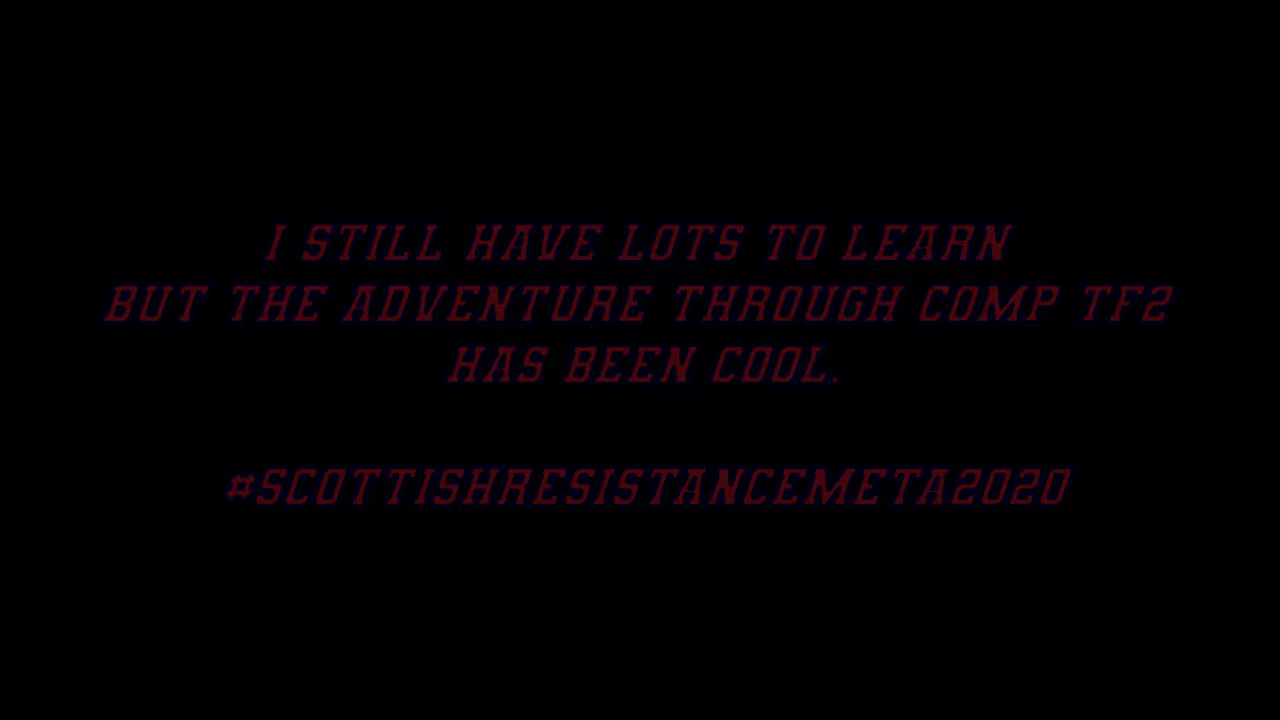 I STILL HAVE LOTS TO LEARN
BUT THE ADVENTURE THROUGH COMP TF2
HAS BEEN COOL.
#SCOTTISHRESISTANCEMETA2020